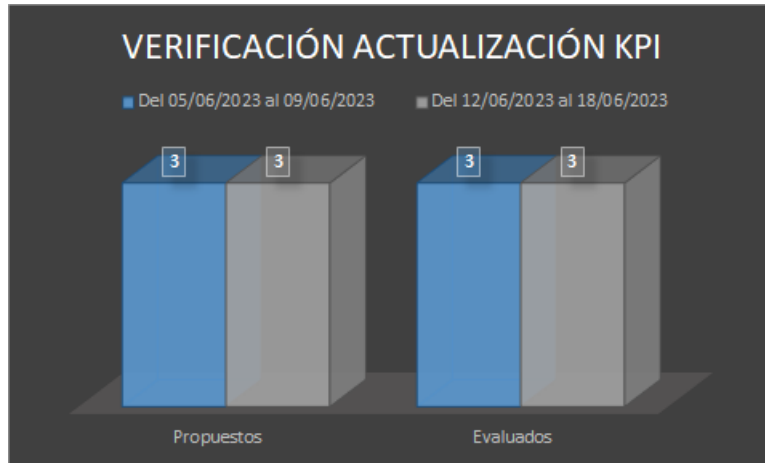 VERIFICACIÓN ACTUALIZACIÓN KPI
Del 05/06/2023 al 09/06/2023 Del 12/06/2023 al 18/06/2023
3 3 3 3
Propuestos Evaluados